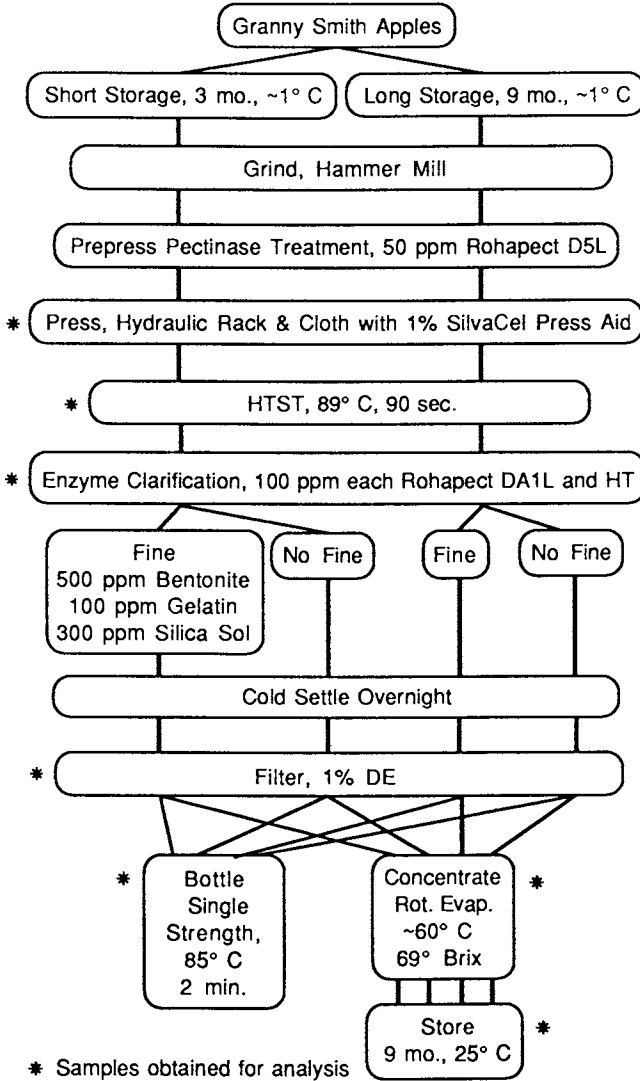 Granny Smith Apples
Short Storage, 3 mo., ~1° C
Long Storage, 9 mo., ~1° C
Grind, Hammer Mill
Prepress Pectinase Treatment, 50 ppm Rohapect D5L
* Press, Hydraulic Rack & Cloth with 1% SilvaCel Press Aid
* HTST, 89° C, 90 sec.
* Enzyme Clarification, 100 ppm each Rohapect DA1L and HT
Fine
500 ppm Bentonite
100 ppm Gelatin
300 ppm Silica Sol
No Fine
Fine
No Fine
Cold Settle Overnight
* Filter, 1% DE
* Bottle
Single
Strength,
85° C
2 min.
Concentrate *
Rot. Evap.
~60° C
69° Brix
Store *
9 mo., 25° C
* Samples obtained for analysis